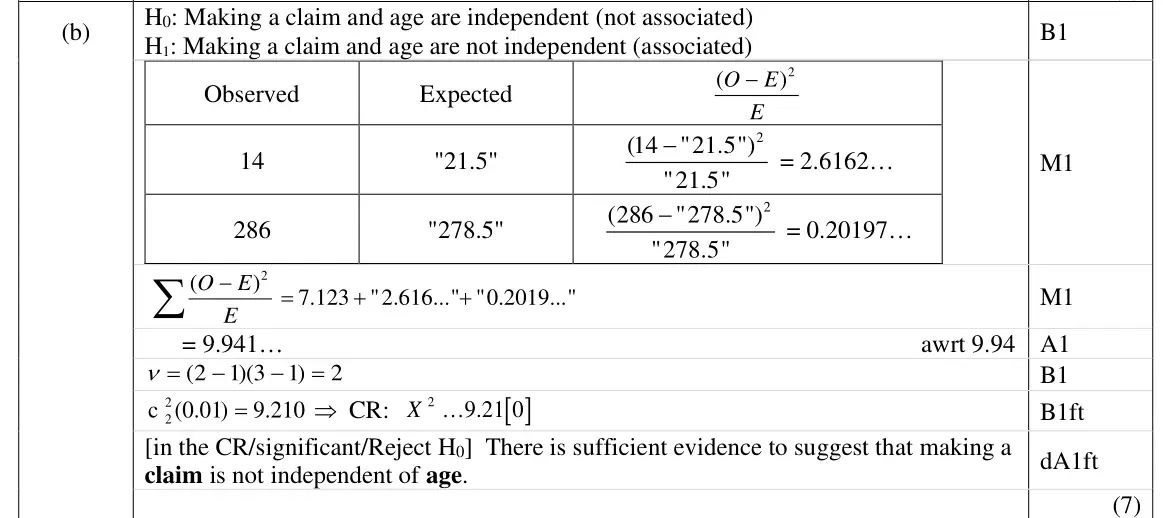 (b)
H₀: Making a claim and age are independent (not associated)
H₁: Making a claim and age are not independent (associated)
B1
Observed Expected (O − E)²/E
14 "21.5" (14 − "21.5")²/"21.5" = 2.6162…
M1
286 "278.5" (286 − "278.5")²/"278.5" = 0.20197…
∑ (O − E)²/E = 7.123 + "2.616..." + "0.2019..." M1
= 9.941… awrt 9.94 A1
ν = (2 − 1)(3 − 1) = 2 B1
c ²₂(0.01) = 9.210 ⇒ CR: X² …9.21[0] B1ft
[in the CR/significant/Reject H₀] There is sufficient evidence to suggest that making a
claim is not independent of age.
dA1ft
(7)